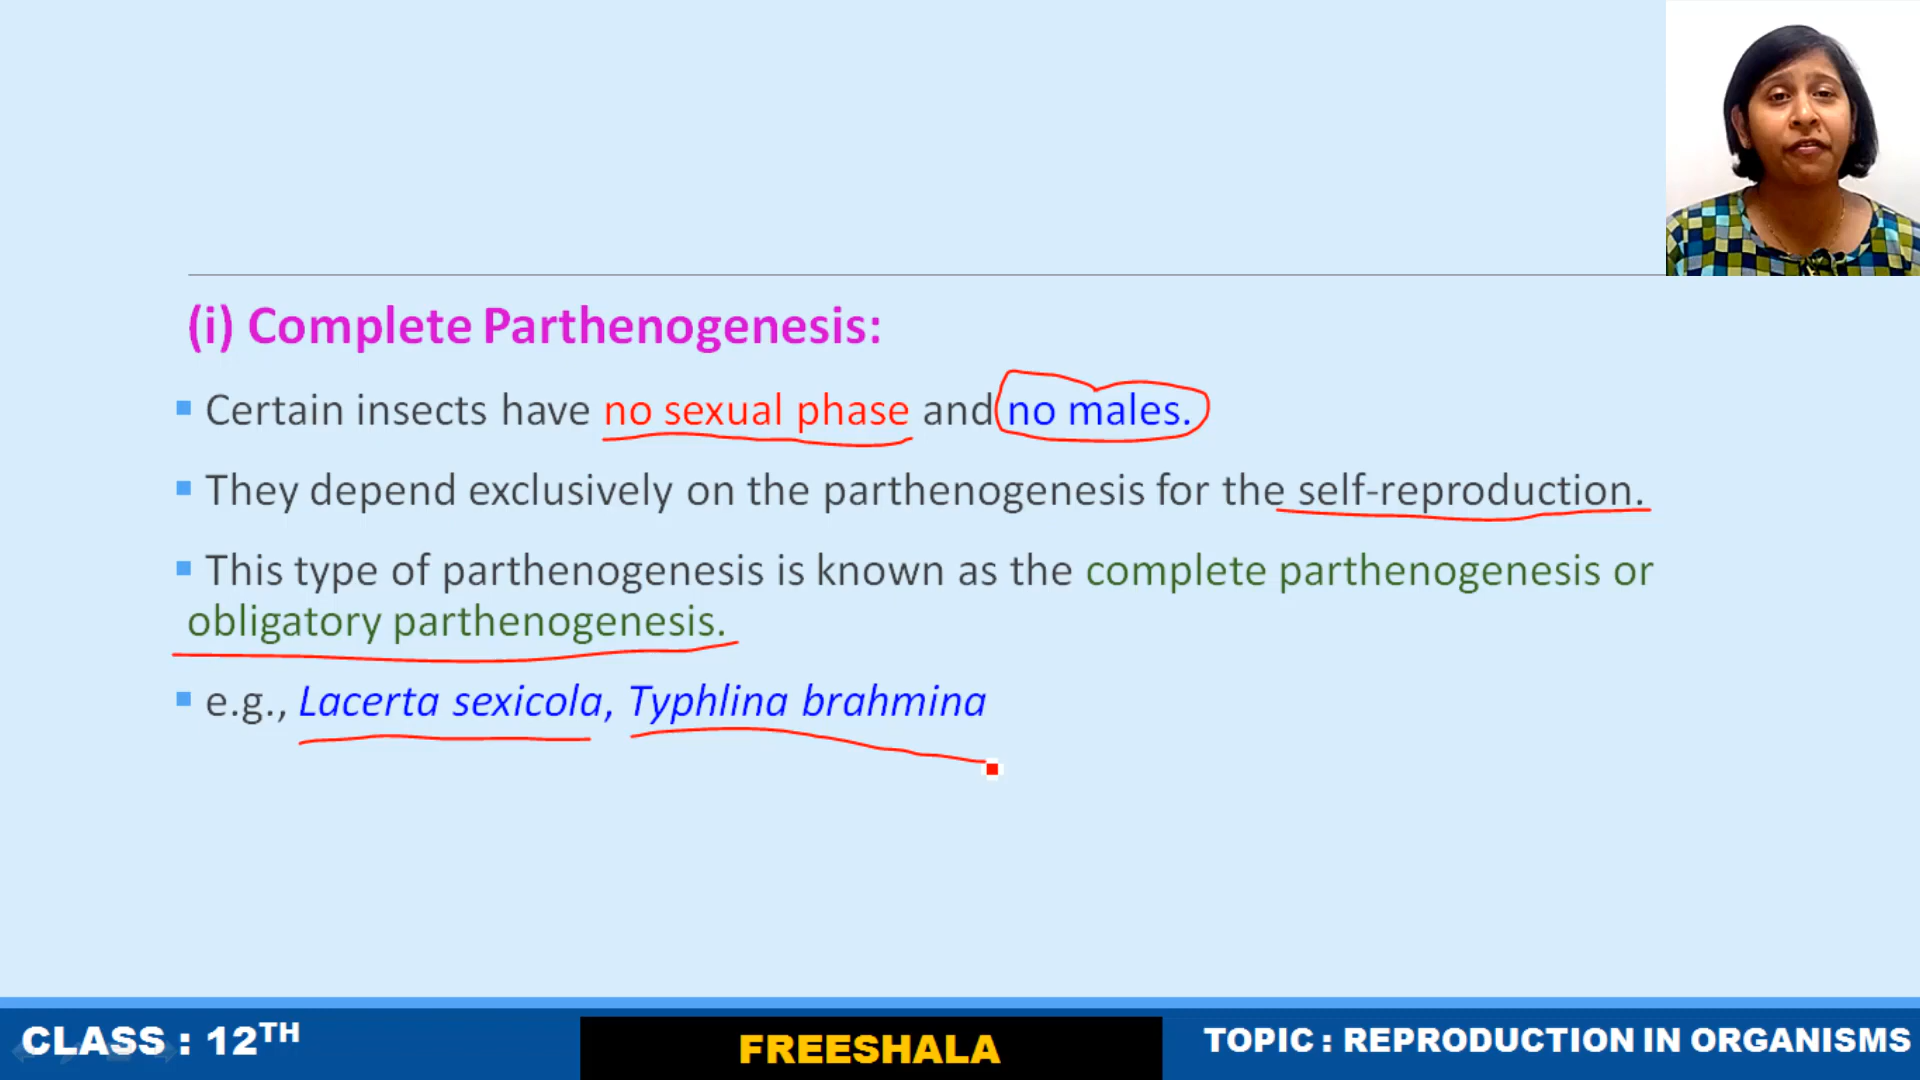 (i) Complete Parthenogenesis:
Certain insects have no sexual phase and no males.
They depend exclusively on the parthenogenesis for the self-reproduction.
This type of parthenogenesis is known as the complete parthenogenesis or
obligatory parthenogenesis.
e.g., Lacerta sexicola, Typhlina brahmina
CLASS : 12TH
FREESHALA
TOPIC : REPRODUCTION IN ORGANISMS